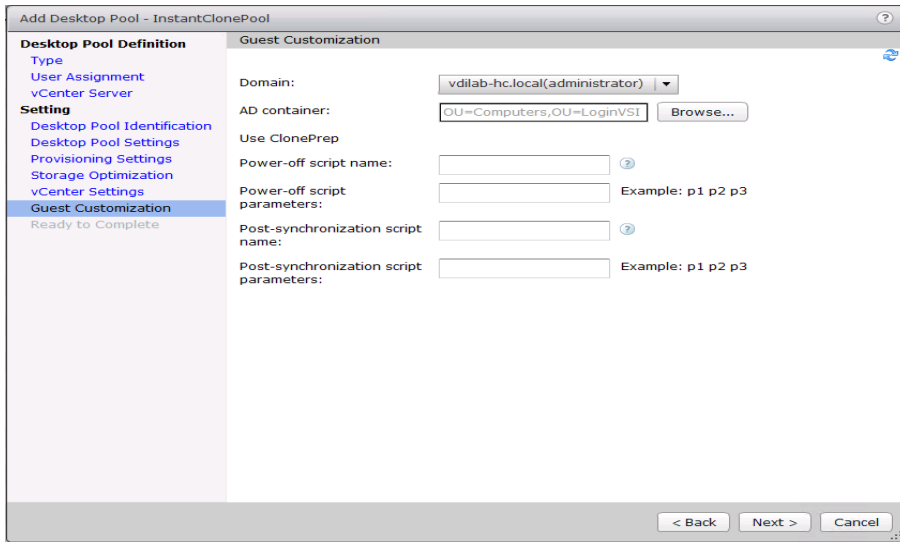 Add Desktop Pool - InstantClonePool
?
Desktop Pool Definition
Type
User Assignment
vCenter Server
Setting
Desktop Pool Identification
Desktop Pool Settings
Provisioning Settings
Storage Optimization
vCenter Settings
Guest Customization
Ready to Complete
Guest Customization
Domain: vdilab-hc.local(administrator)
AD container: OU=Computers,OU=LoginVSI Browse...
Use ClonePrep
Power-off script name: ?
Power-off script
parameters: Example: p1 p2 p3
Post-synchronization script
name: ?
Post-synchronization script
parameters: Example: p1 p2 p3
< Back Next > Cancel